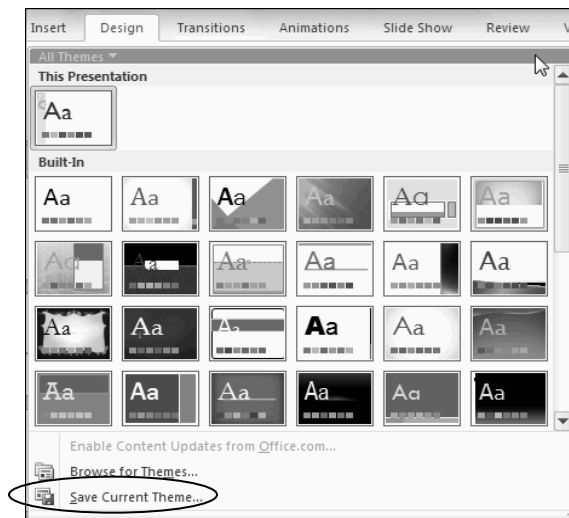 Insert Design Transitions Animations Slide Show Review
All Themes
This Presentation
Aa
Built-In
Aa Aa Aa Aa Aa Aa
Aa Aa Aa Aa Aa Aa
Aa Aa Aa Aa Aa Aa
Aa Aa Aa Aa Aa Aa
Enable Content Updates from Office.com...
Browse for Themes...
Save Current Theme...